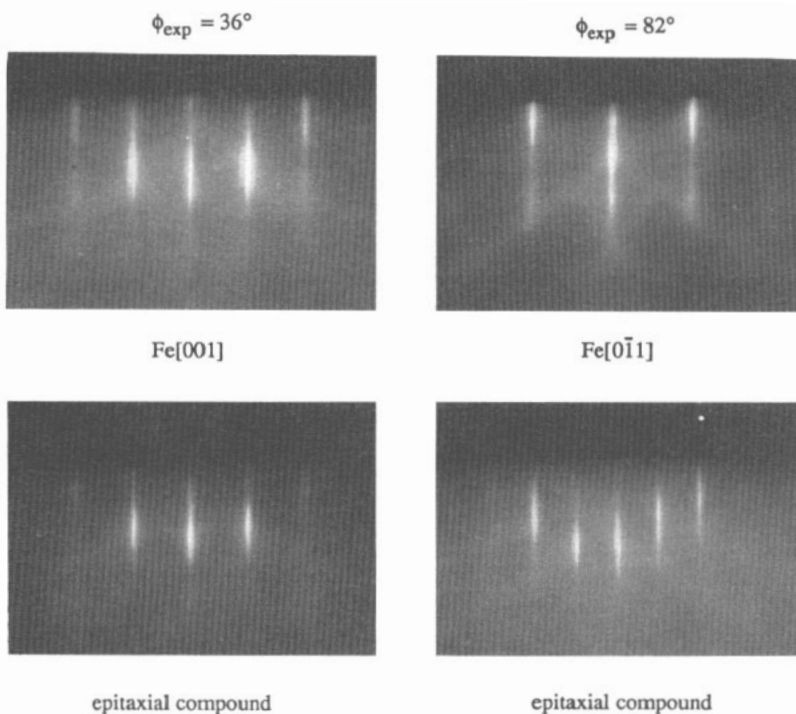 ϕexp = 36°
ϕexp = 82°
Fe[001]
Fe[01̄1]
epitaxial compound
epitaxial compound